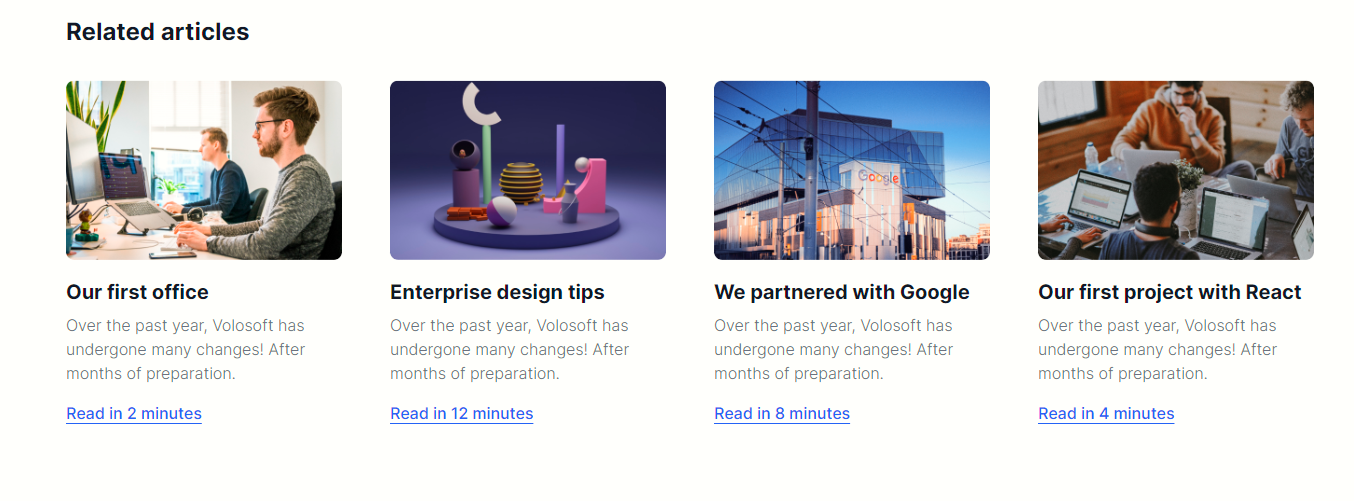 Related articles
Google
Our first office
Over the past year, Volosoft has
undergone many changes! After
months of preparation.
Read in 2 minutes
Enterprise design tips
Over the past year, Volosoft has
undergone many changes! After
months of preparation.
Read in 12 minutes
We partnered with Google
Over the past year, Volosoft has
undergone many changes! After
months of preparation.
Read in 8 minutes
Our first project with React
Over the past year, Volosoft has
undergone many changes! After
months of preparation.
Read in 4 minutes